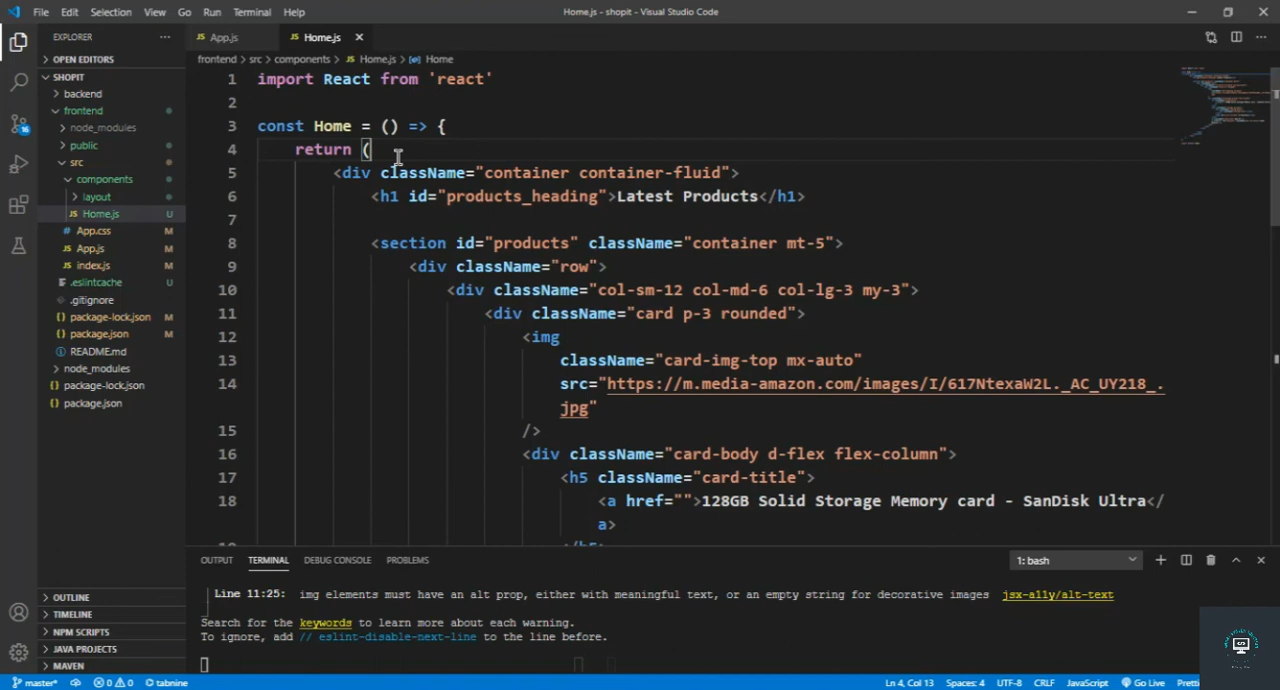 File Edit Selection View Go Run Terminal Help
Home.js - shopit - Visual Studio Code
EXPLORER
OPEN EDITORS
SHOPIT
backend
frontend
node_modules
public
src
components
layout
JS Home.js U
# App.css M
JS App.js M
JS index.js M
.eslintcache U
.gitignore
{} package-lock.json M
{} package.json M
README.md
node_modules
{} package-lock.json
{} package.json
OUTLINE
TIMELINE
NPM SCRIPTS
JAVA PROJECTS
MAVEN
JS App.js JS Home.js
frontend > src > components > JS Home.js > Home
1 import React from 'react'
2
3 const Home = () => {
4 return (
5 <div className="container container-fluid">
6 <h1 id="products_heading">Latest Products</h1>
7
8 <section id="products" className="container mt-5">
9 <div className="row">
10 <div className="col-sm-12 col-md-6 col-lg-3 my-3">
11 <div className="card p-3 rounded">
12 <img
13 className="card-img-top mx-auto"
14 src="https://m.media-amazon.com/images/I/617NtexaW2L._AC_UY218_.
jpg"
15 />
16 <div className="card-body d-flex flex-column">
17 <h5 className="card-title">
18 <a href="">128GB Solid Storage Memory card - SanDisk Ultra</
a>
OUTPUT TERMINAL DEBUG CONSOLE PROBLEMS
1: bash
Line 11:25: img elements must have an alt prop, either with meaningful text, or an empty string for decorative images jsx-a11y/alt-text
Search for the keywords to learn more about each warning.
To ignore, add // eslint-disable-next-line to the line before.
master* 0 0 tabnine
Ln 4, Col 13 Spaces: 4 UTF-8 CRLF JavaScript Go Live